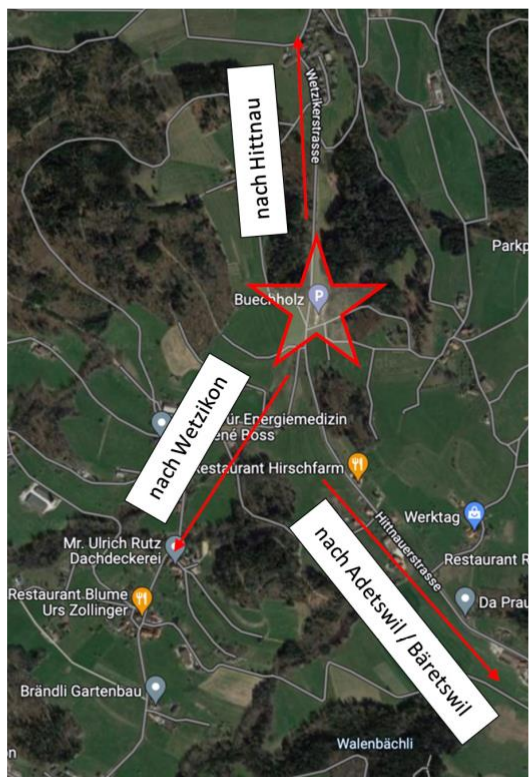 Wetzikerstrasse
nach Hittnau
Parkp
Buechholz
P
nach Wetzikon
ür Energiemedizin
ené Boss
estaurant Hirschfarm
Hittnauerstrasse
Werktag
nach Adetswil / Bäretswil
Mr. Ulrich Rutz
Dachdeckerei
Restaurant R
Restaurant Blume
Urs Zollinger
Da Prau
Brändli Gartenbau
Walenbächli
n